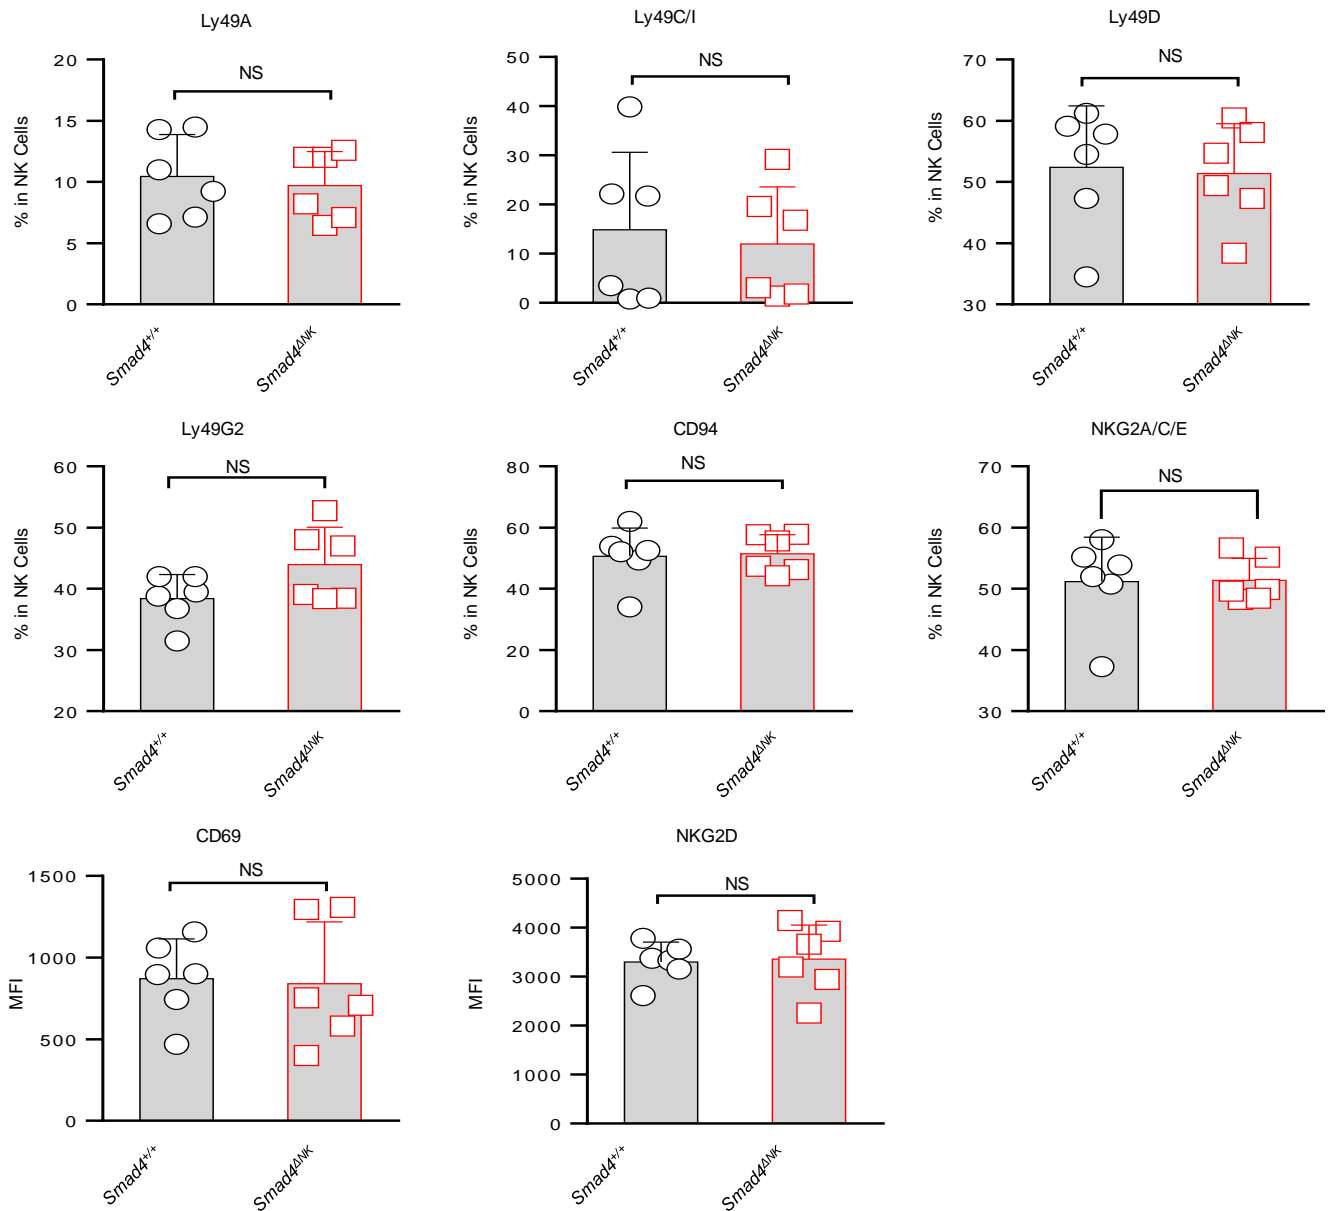 Ly49A
20
15
10
5
0
% in NK Cells
NS
Smad4+/+
Smad4ΔNK
Ly49C/I
50
40
30
20
10
0
% in NK Cells
NS
Smad4+/+
Smad4ΔNK
Ly49D
70
60
50
40
30
% in NK Cells
NS
Smad4+/+
Smad4ΔNK
Ly49G2
60
50
40
30
20
% in NK Cells
NS
Smad4+/+
Smad4ΔNK
CD94
80
60
40
20
0
% in NK Cells
NS
Smad4+/+
Smad4ΔNK
NKG2A/C/E
70
60
50
40
30
% in NK Cells
NS
Smad4+/+
Smad4ΔNK
CD69
1500
1000
500
0
MFI
NS
Smad4+/+
Smad4ΔNK
NKG2D
5000
4000
3000
2000
1000
0
MFI
NS
Smad4+/+
Smad4ΔNK